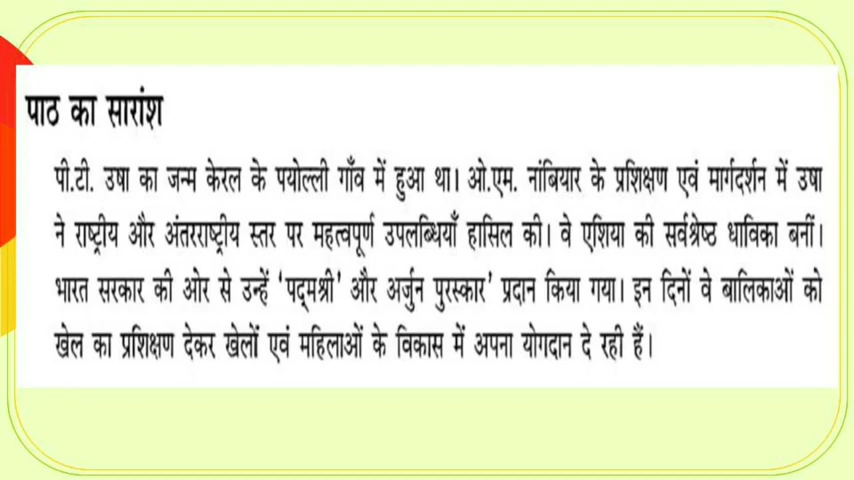 पाठ का सारांश
पी.टी. उषा का जन्म केरल के पयोल्ली गाँव में हुआ था। ओ.एम. नांबियार के प्रशिक्षण एवं मार्गदर्शन में उषा
ने राष्ट्रीय और अंतरराष्ट्रीय स्तर पर महत्वपूर्ण उपलब्धियाँ हासिल की। वे एशिया की सर्वश्रेष्ठ धाविका बनीं।
भारत सरकार की ओर से उन्हें ‘पद्मश्री’ और अर्जुन पुरस्कार’ प्रदान किया गया। इन दिनों वे बालिकाओं को
खेल का प्रशिक्षण देकर खेलों एवं महिलाओं के विकास में अपना योगदान दे रही हैं।